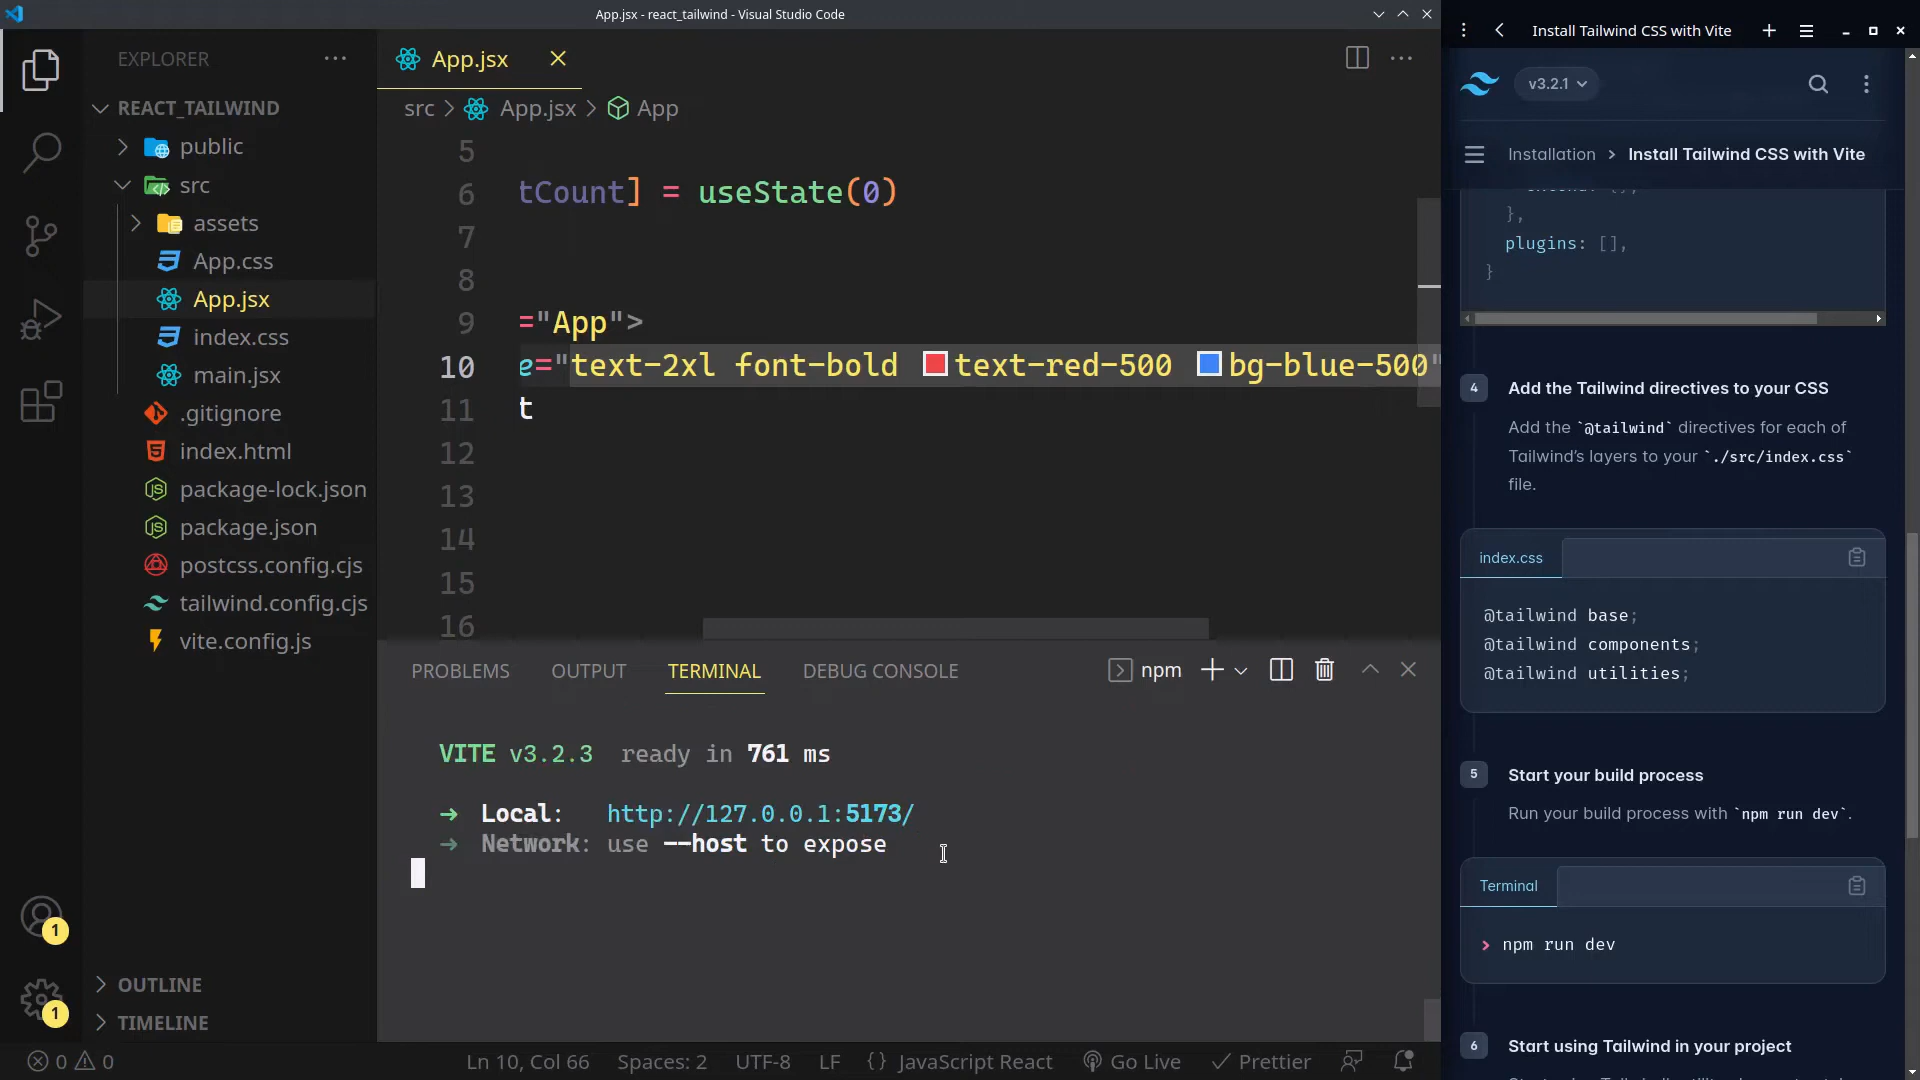 App.jsx - react_tailwind - Visual Studio Code
EXPLORER
REACT_TAILWIND
public
src
assets
App.css
App.jsx
index.css
main.jsx
.gitignore
index.html
package-lock.json
package.json
postcss.config.cjs
tailwind.config.cjs
vite.config.js
OUTLINE
TIMELINE
1
1
App.jsx
src > App.jsx > App
5
6 tCount] = useState(0)
7
8
9 ="App">
10 e="text-2xl font-bold text-red-500 bg-blue-500"
11 t
12
13
14
15
16
PROBLEMS OUTPUT TERMINAL DEBUG CONSOLE npm
VITE v3.2.3 ready in 761 ms
➜ Local: http://127.0.0.1:5173/
➜ Network: use --host to expose
0 0 Ln 10, Col 66 Spaces: 2 UTF-8 LF {} JavaScript React Go Live Prettier
Install Tailwind CSS with Vite
v3.2.1
Installation > Install Tailwind CSS with Vite
},
plugins: [],
}
4 Add the Tailwind directives to your CSS
Add the `@tailwind` directives for each of
Tailwind's layers to your `./src/index.css`
file.
index.css
@tailwind base;
@tailwind components;
@tailwind utilities;
5 Start your build process
Run your build process with `npm run dev`.
Terminal
> npm run dev
6 Start using Tailwind in your project